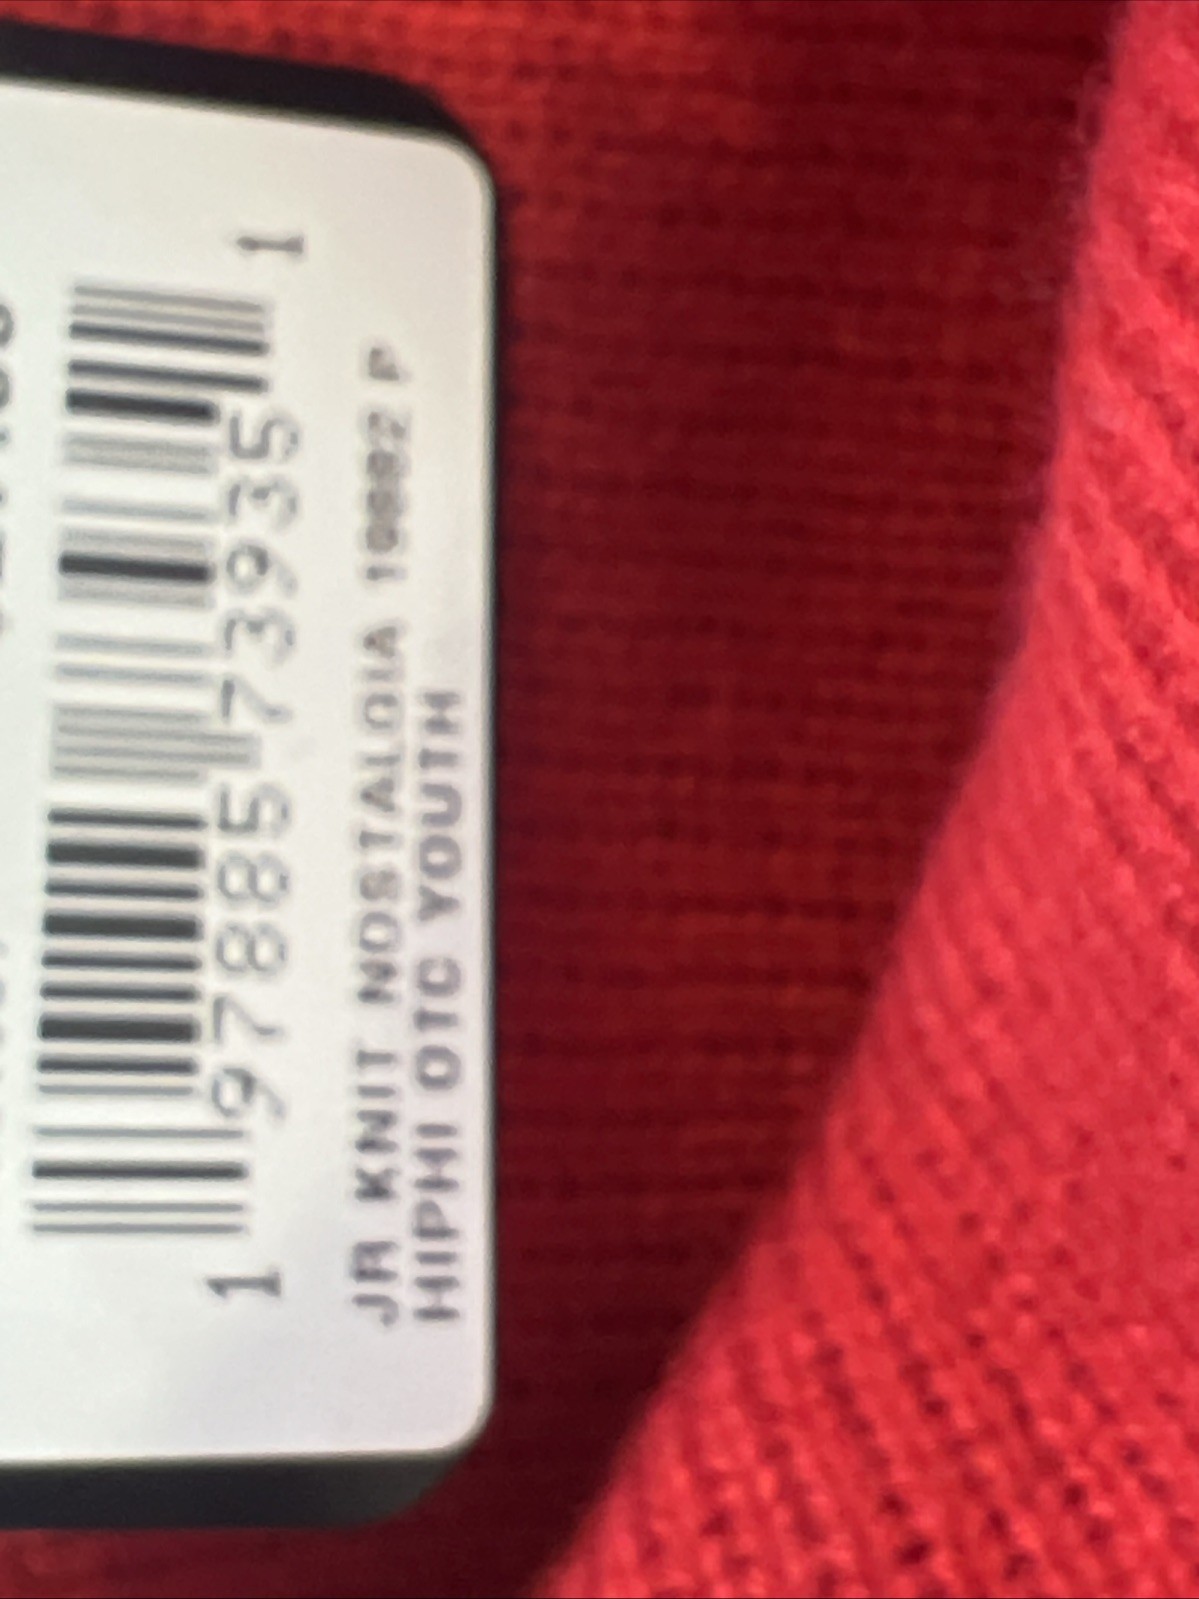 1 97885 73935 1
JR KNIT NOSTALGIA
HIPHI OTC YOUTH